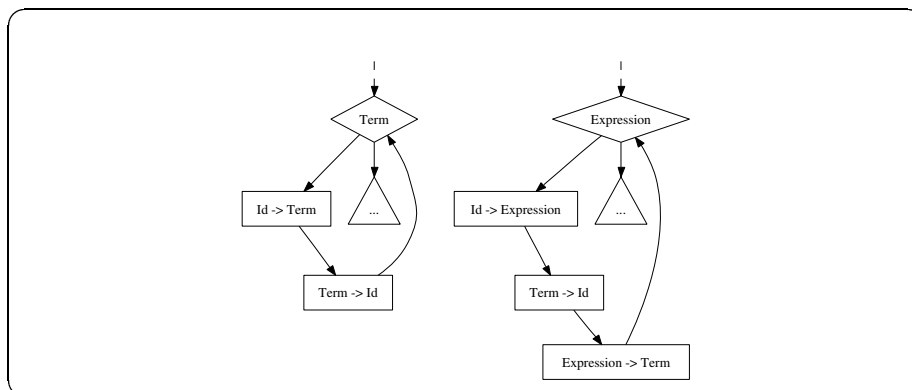 Term
Expression
Id -> Term
...
Id -> Expression
...
Term -> Id
Term -> Id
Expression -> Term